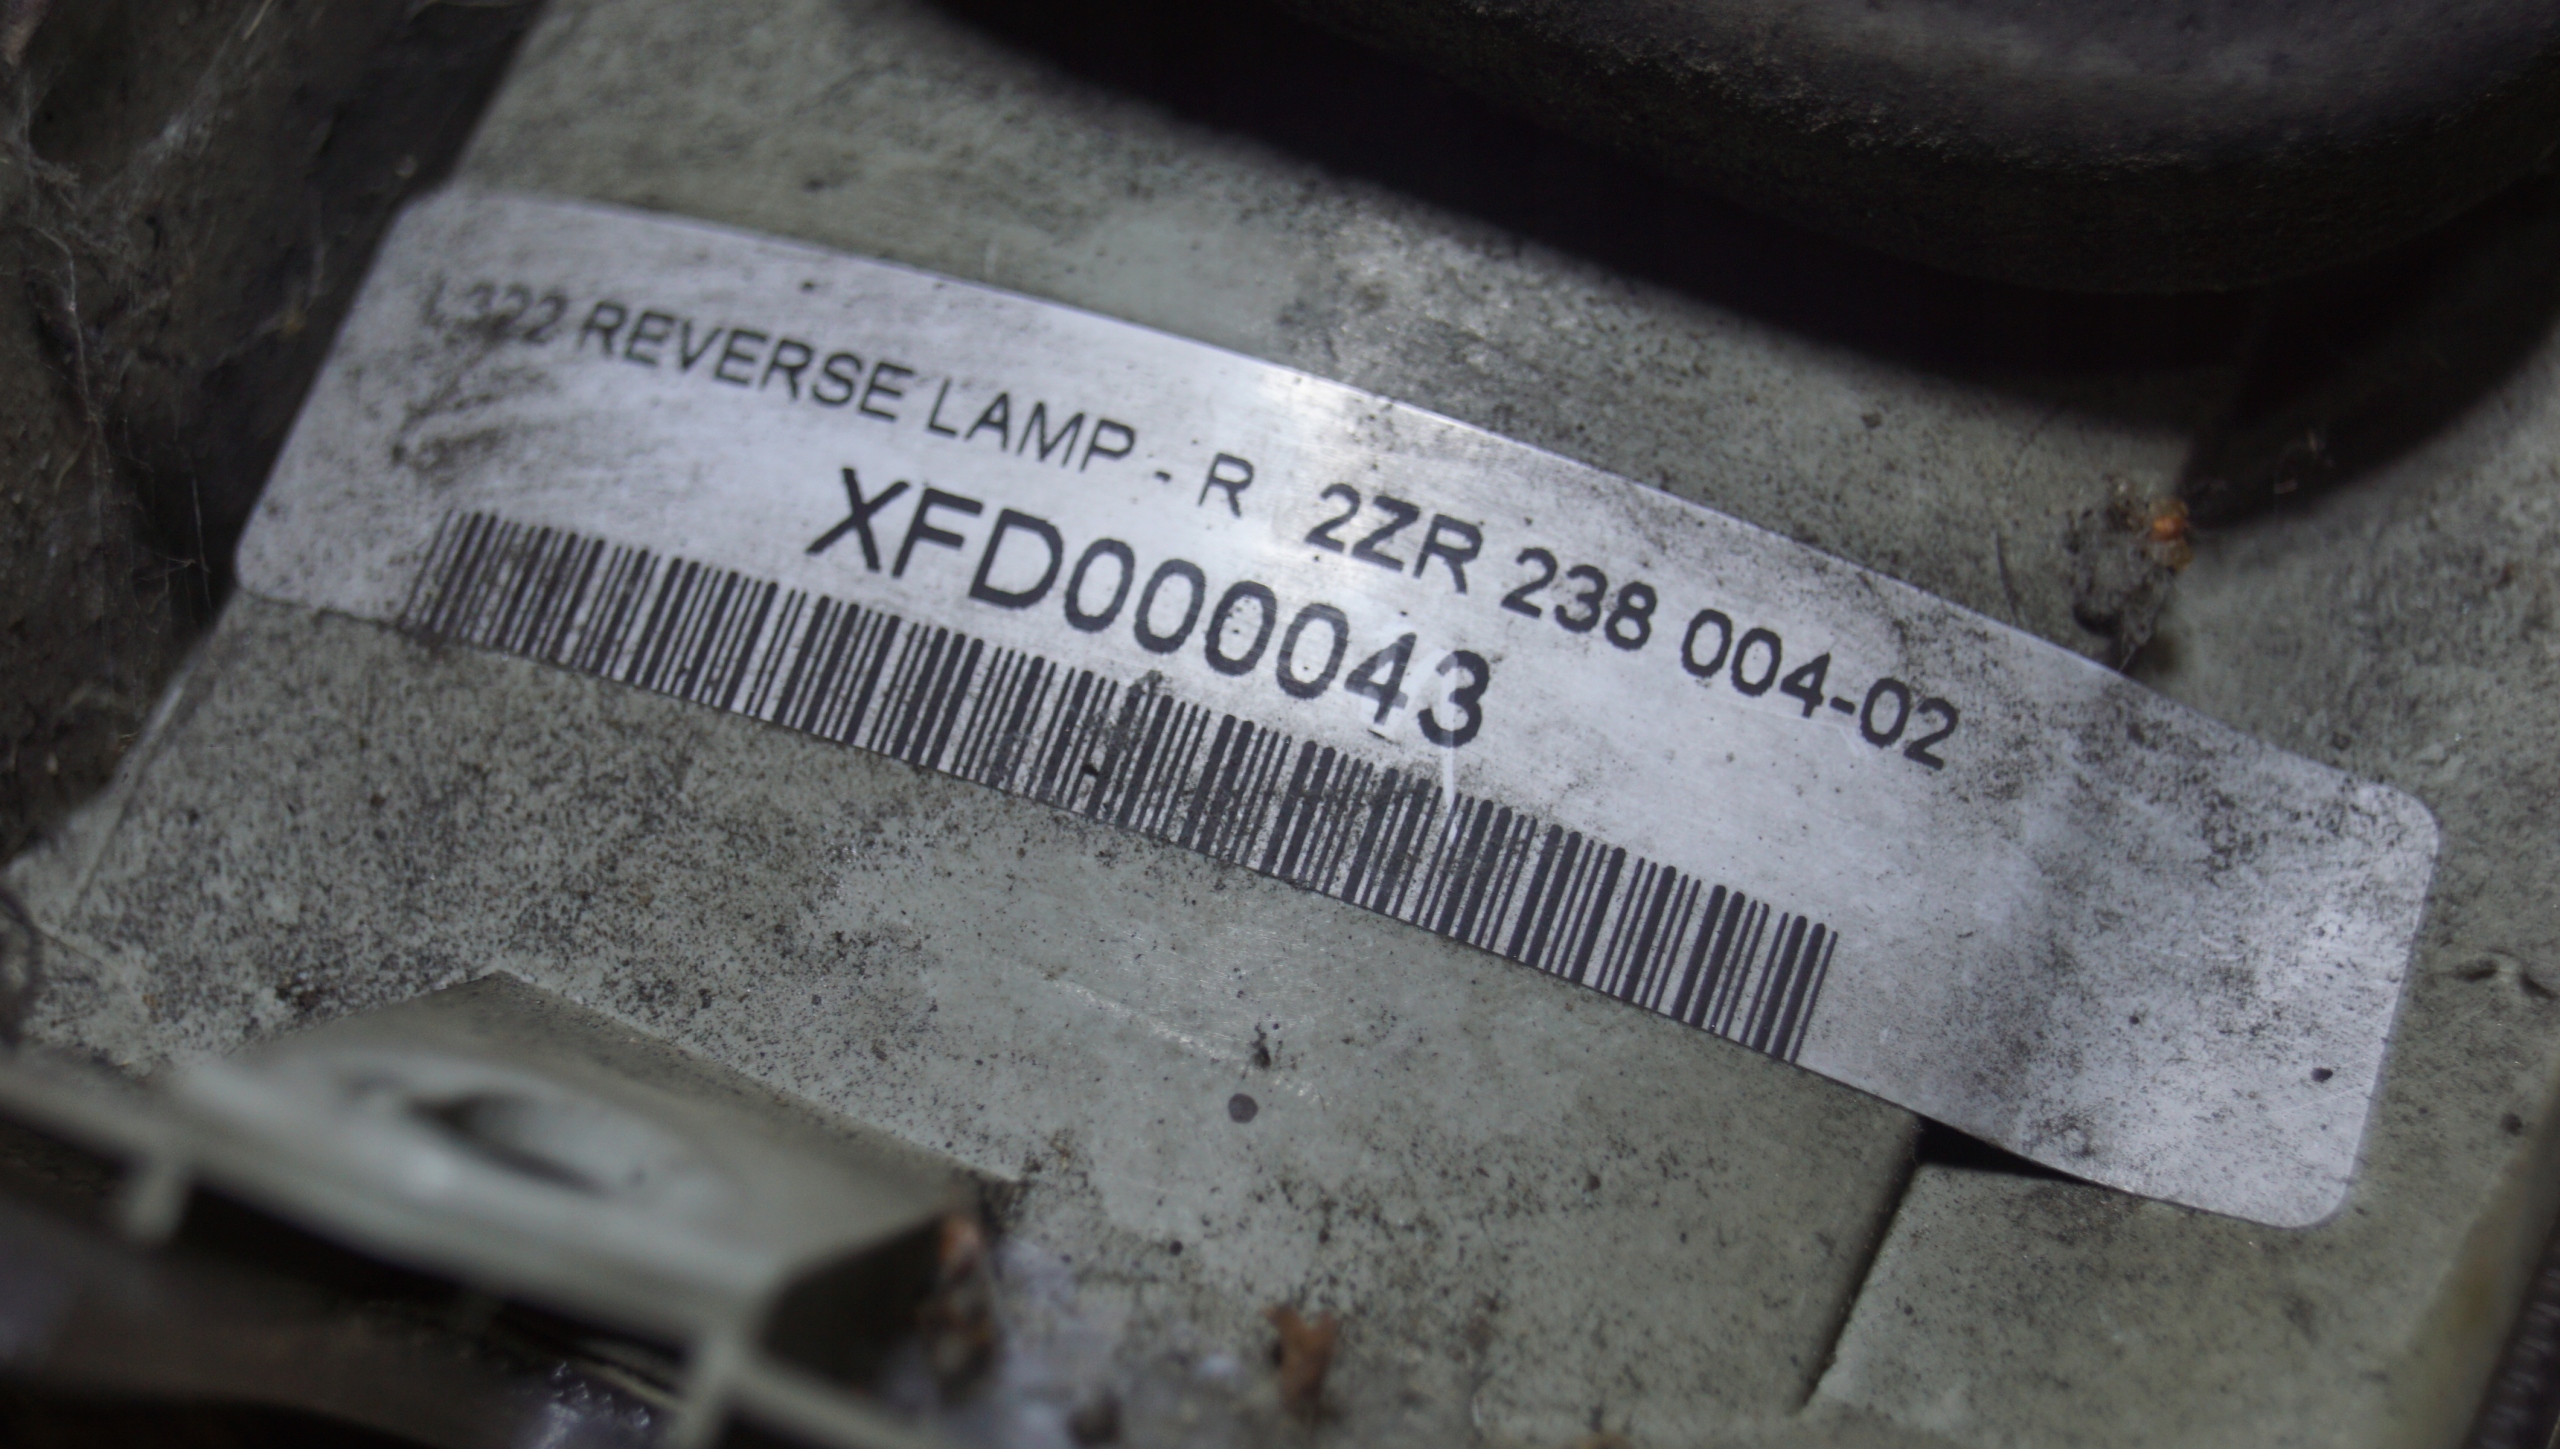 L322 REVERSE LAMP - R 2ZR 238 004-02
XFD000043